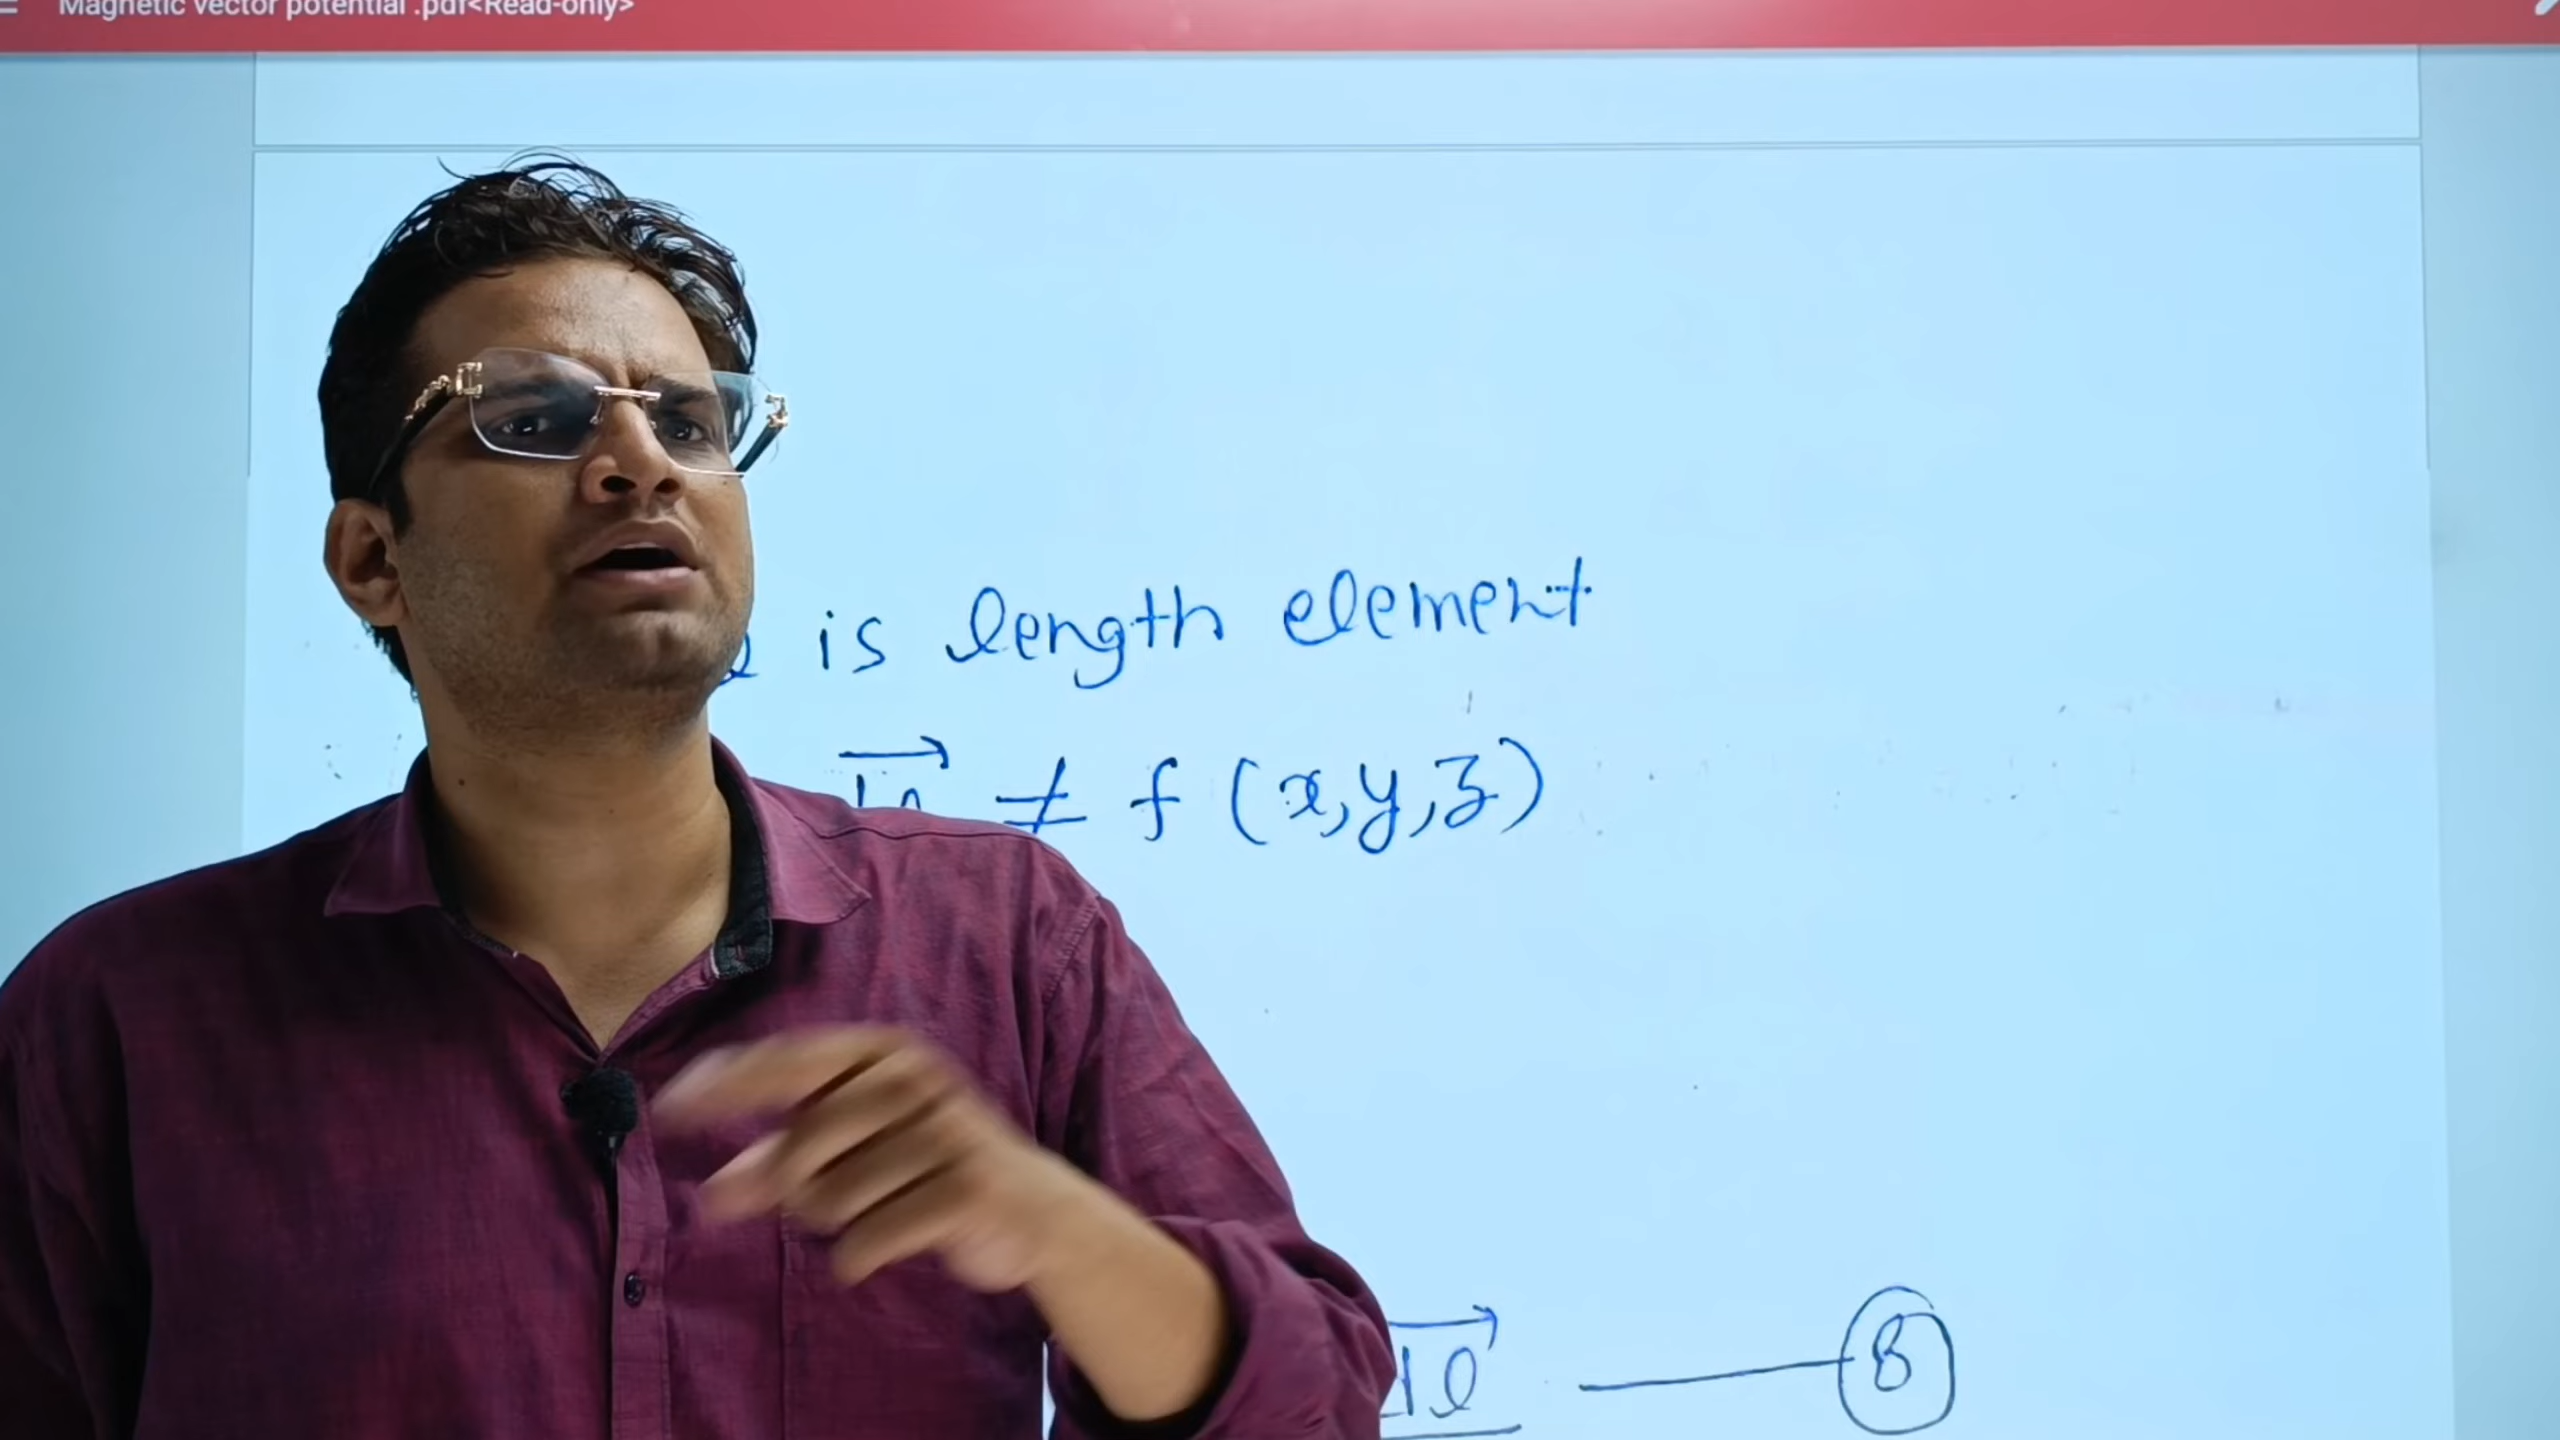 Magnetic vector potential .pdf<Read-only>
is length element
≠ f (x,y,z)
B